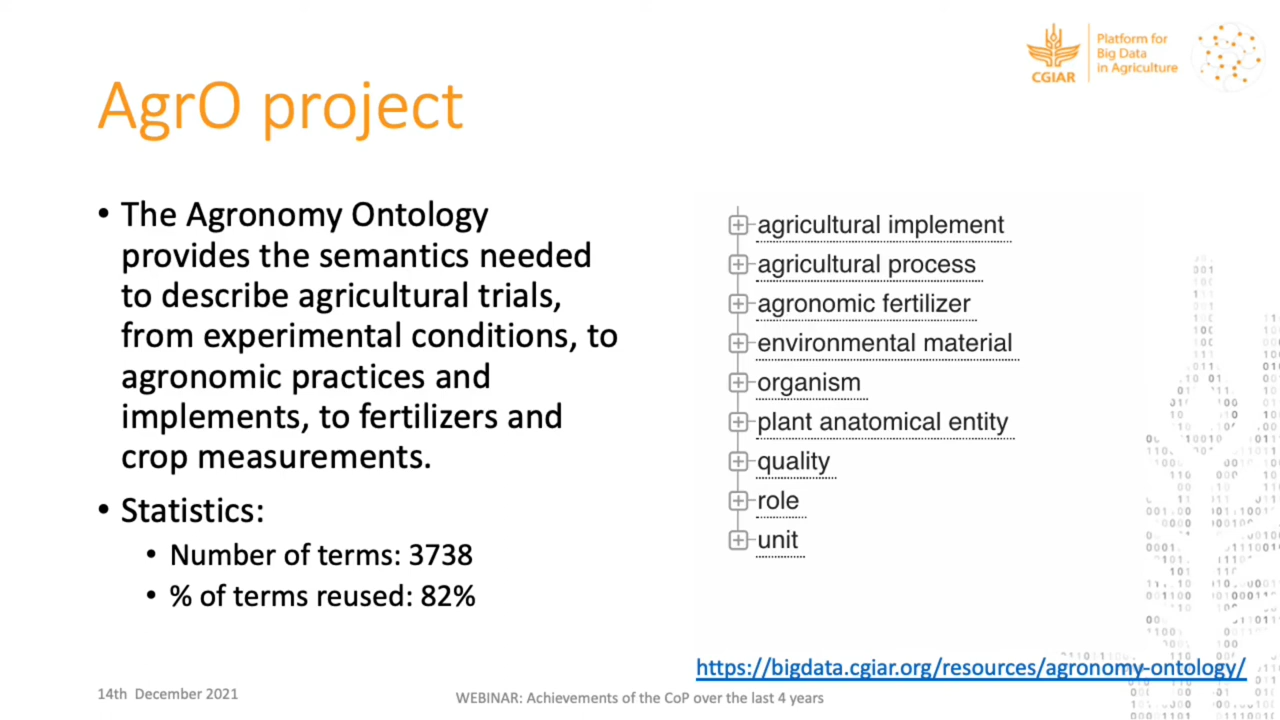 CGIAR
Platform for
Big Data
in Agriculture
AgrO project
• The Agronomy Ontology
provides the semantics needed
to describe agricultural trials,
from experimental conditions, to
agronomic practices and
implements, to fertilizers and
crop measurements.
• Statistics:
• Number of terms: 3738
• % of terms reused: 82%
agricultural implement
agricultural process
agronomic fertilizer
environmental material
organism
plant anatomical entity
quality
role
unit
https://bigdata.cgiar.org/resources/agronomy-ontology/
14th December 2021
WEBINAR: Achievements of the CoP over the last 4 years